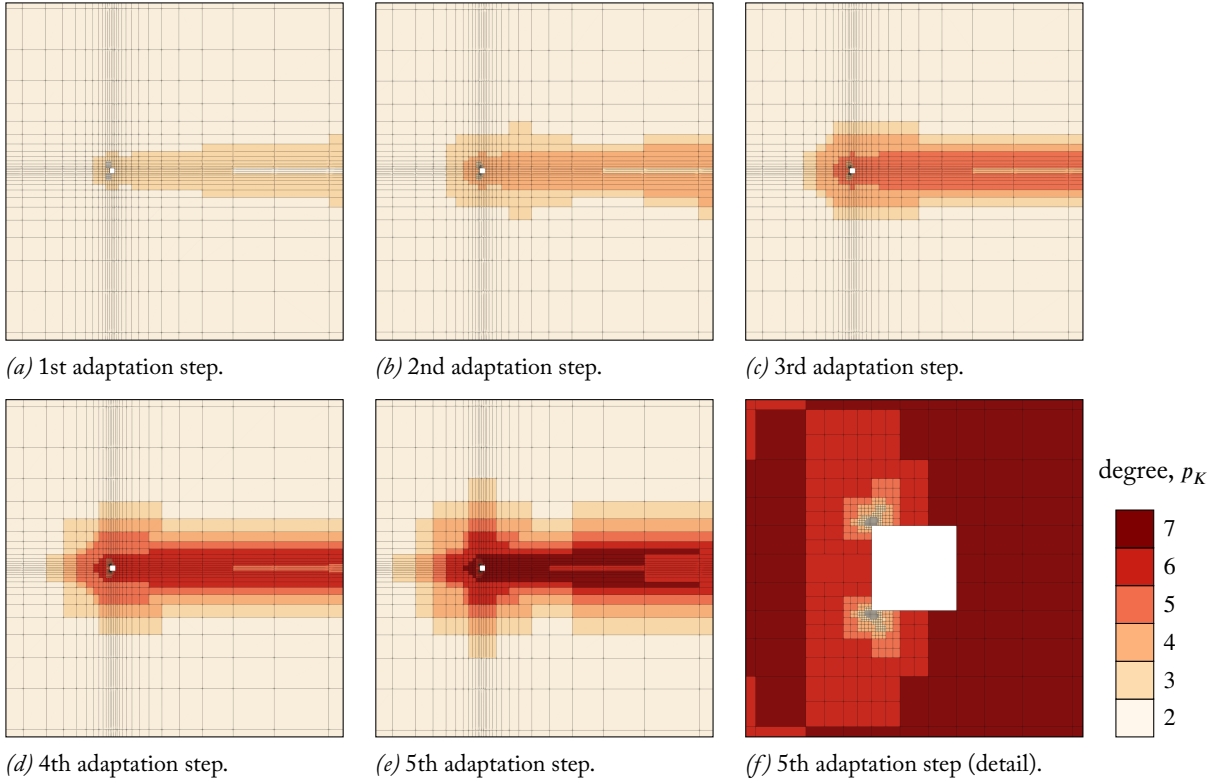 (a) 1st adaptation step.
(b) 2nd adaptation step.
(c) 3rd adaptation step.
degree, p_K
7
6
5
4
3
2
(d) 4th adaptation step.
(e) 5th adaptation step.
(f) 5th adaptation step (detail).